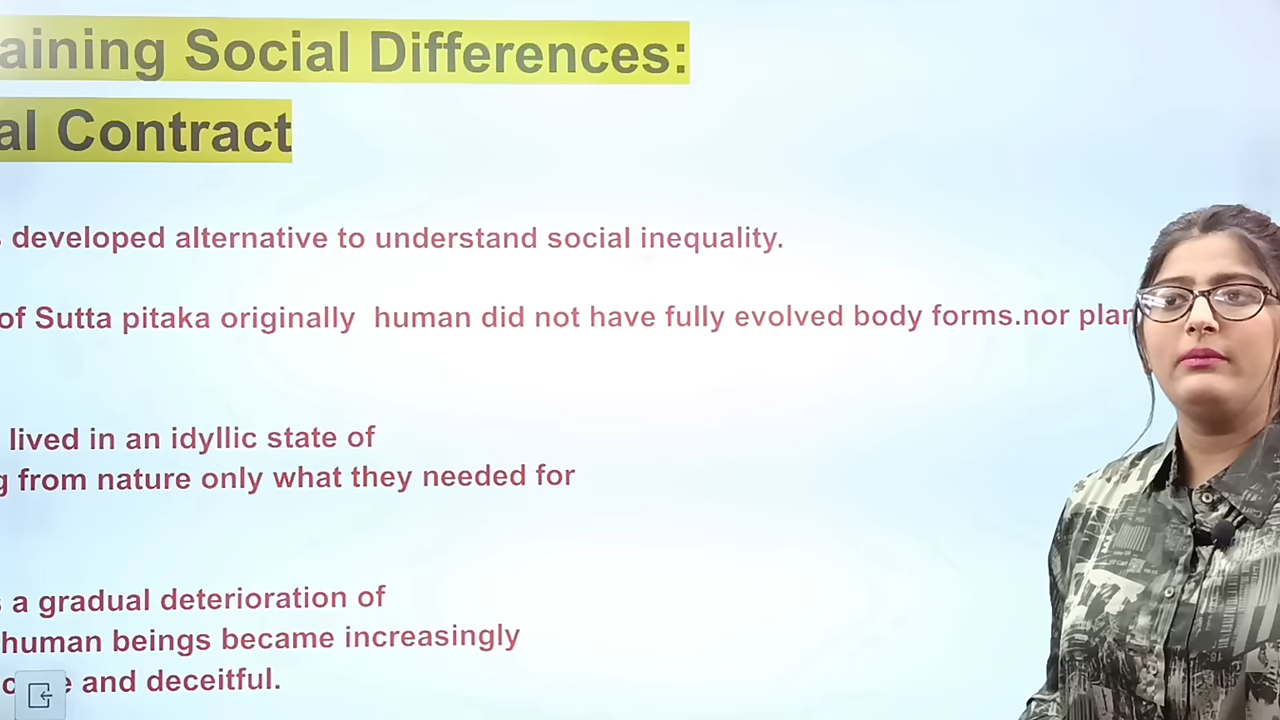 aining Social Differences:
al Contract
developed alternative to understand social inequality.
of Sutta pitaka originally human did not have fully evolved body forms.nor plan
lived in an idyllic state of
g from nature only what they needed for
a gradual deterioration of
human beings became increasingly
and deceitful.